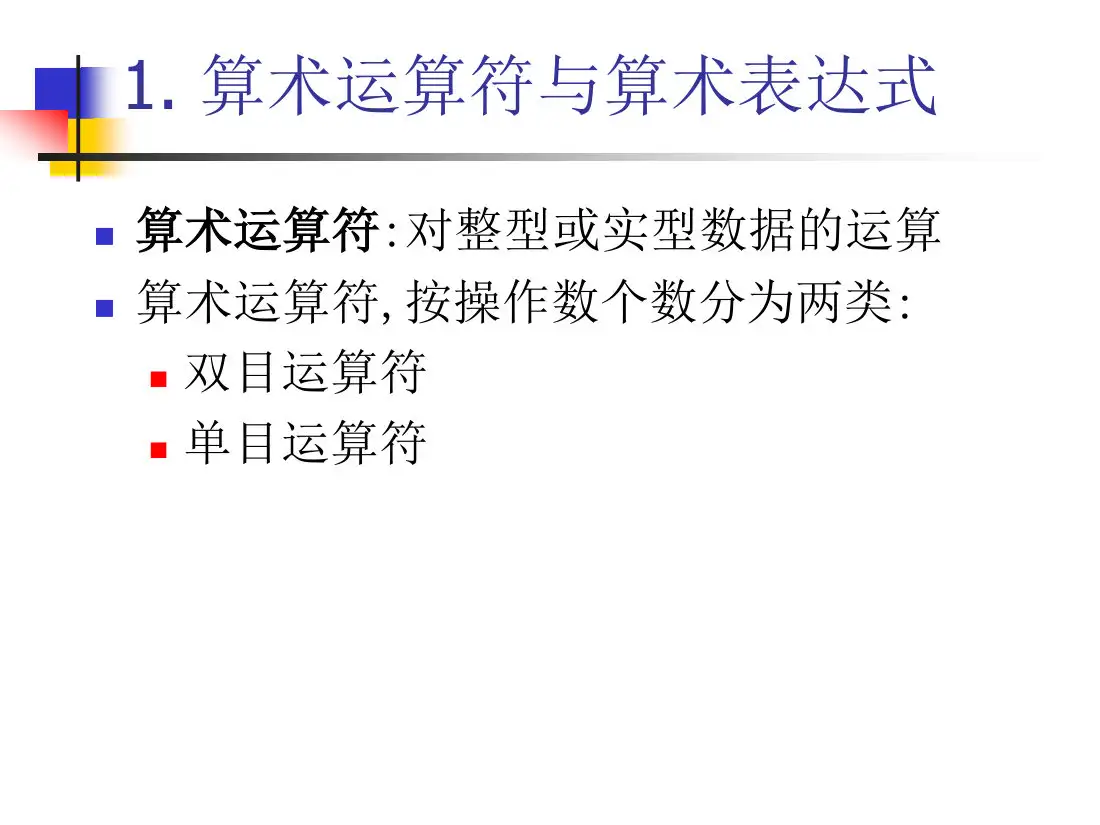 1. 算术运算符与算术表达式
算术运算符:对整型或实型数据的运算
算术运算符,按操作数个数分为两类:
双目运算符
单目运算符